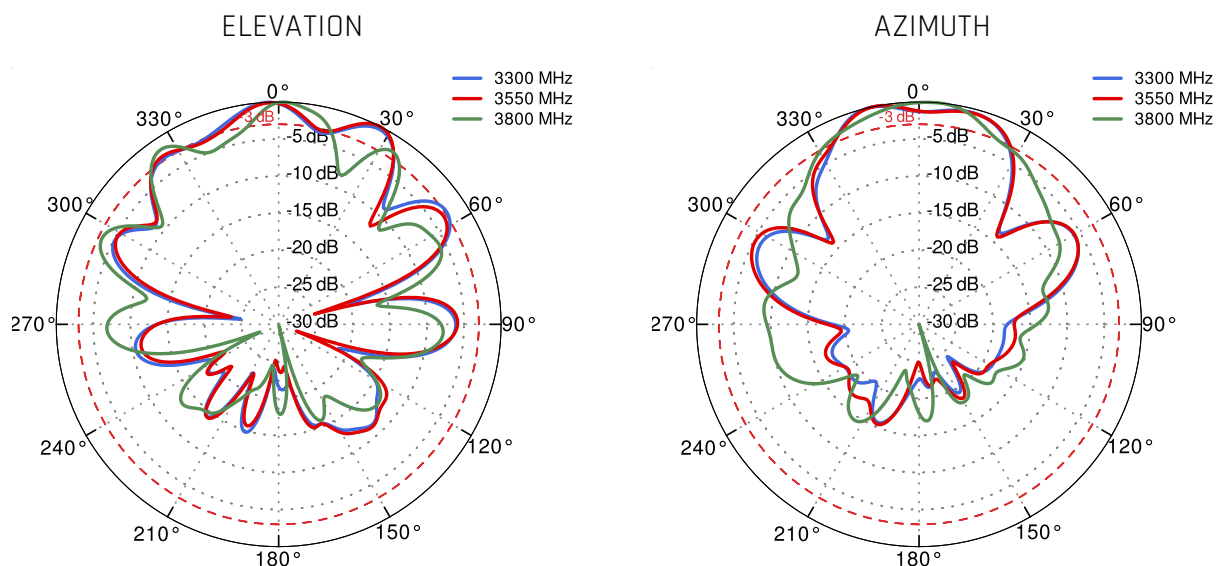 ELEVATION
3300 MHz
3550 MHz
3800 MHz
0°
30°
60°
90°
120°
150°
180°
210°
240°
270°
300°
330°
-3 dB
-5 dB
-10 dB
-15 dB
-20 dB
-25 dB
-30 dB
AZIMUTH
3300 MHz
3550 MHz
3800 MHz
0°
30°
60°
90°
120°
150°
180°
210°
240°
270°
300°
330°
-3 dB
-5 dB
-10 dB
-15 dB
-20 dB
-25 dB
-30 dB